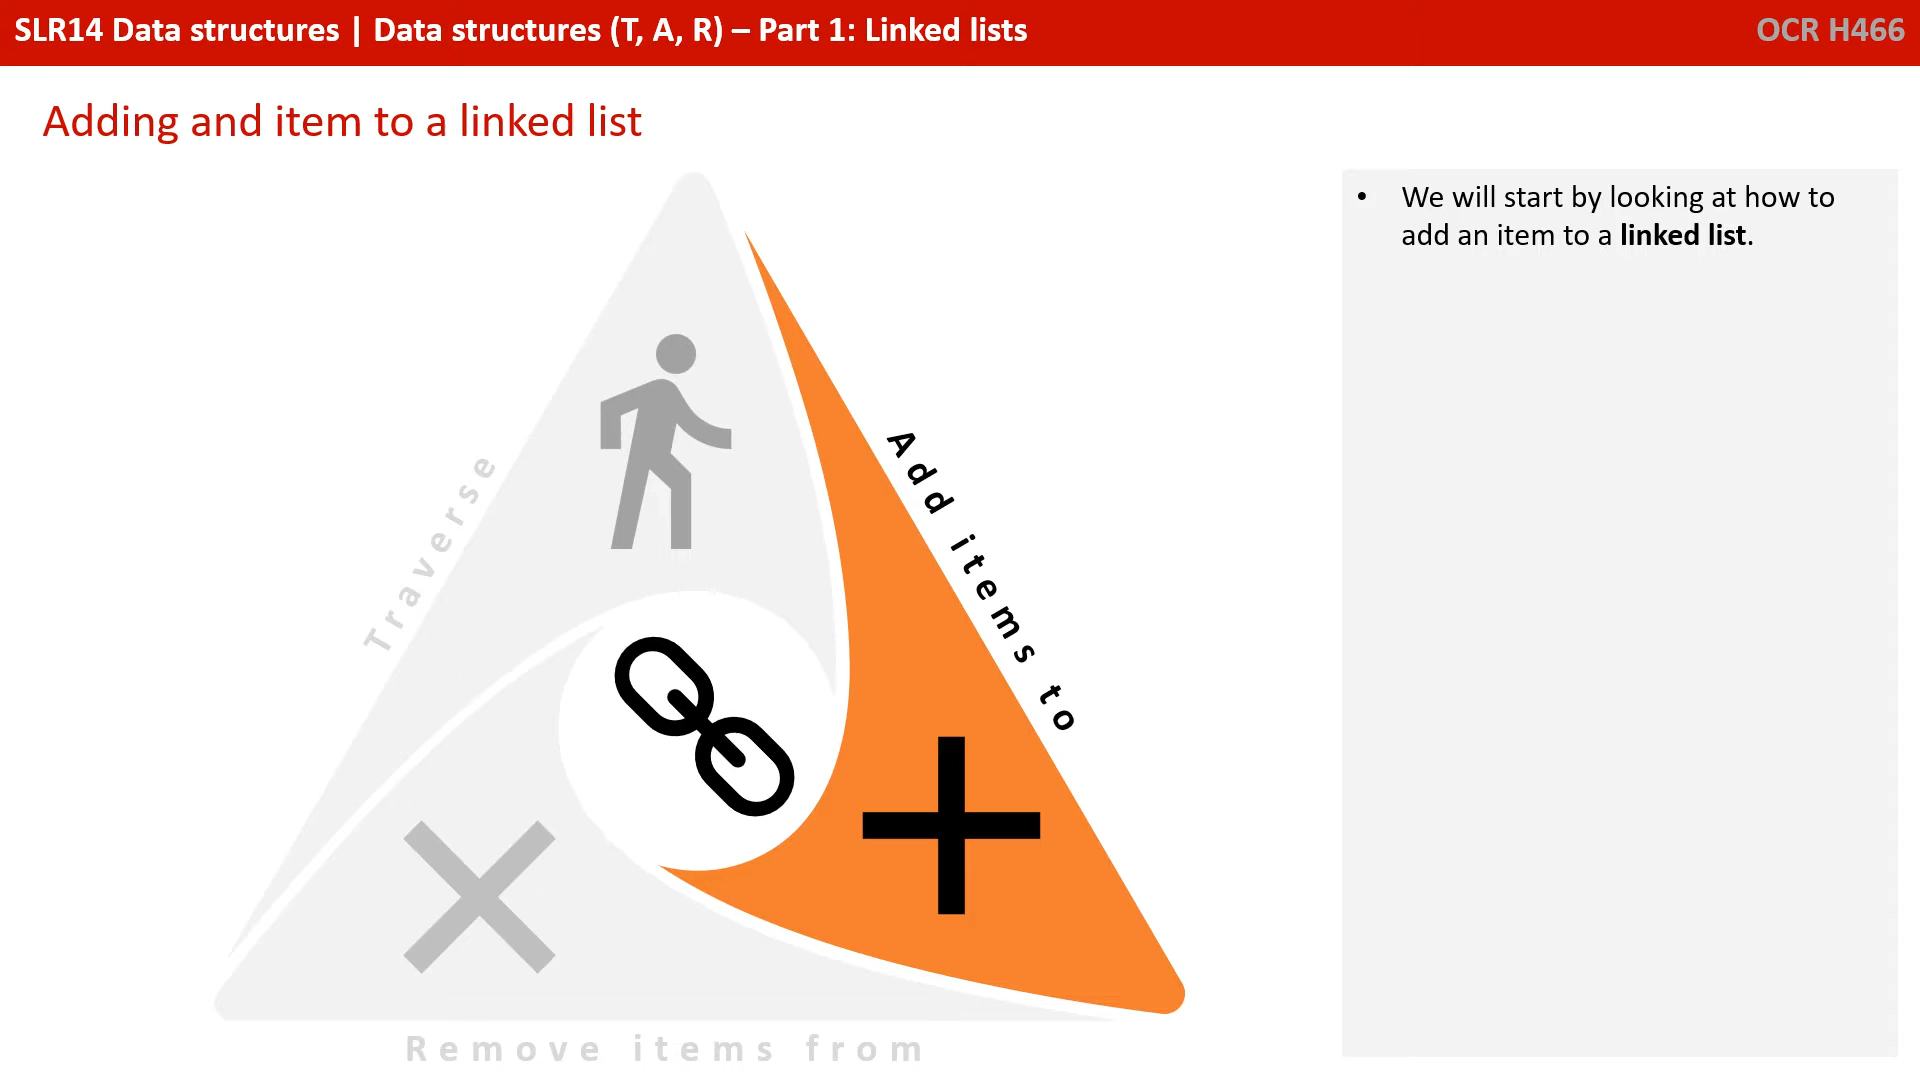 SLR14 Data structures | Data structures (T, A, R) – Part 1: Linked lists
OCR H466
Adding and item to a linked list
• We will start by looking at how to
add an item to a linked list.
Traverse
Add items to
Remove items from